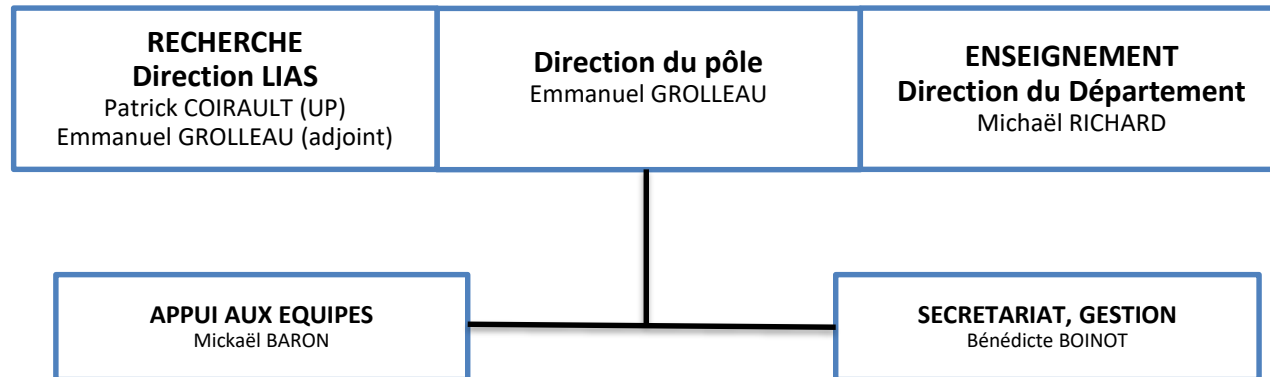 RECHERCHE
Direction LIAS
Patrick COIRAULT (UP)
Emmanuel GROLLEAU (adjoint)
Direction du pôle
Emmanuel GROLLEAU
ENSEIGNEMENT
Direction du Département
Michaël RICHARD
APPUI AUX EQUIPES
Mickaël BARON
SECRETARIAT, GESTION
Bénédicte BOINOT